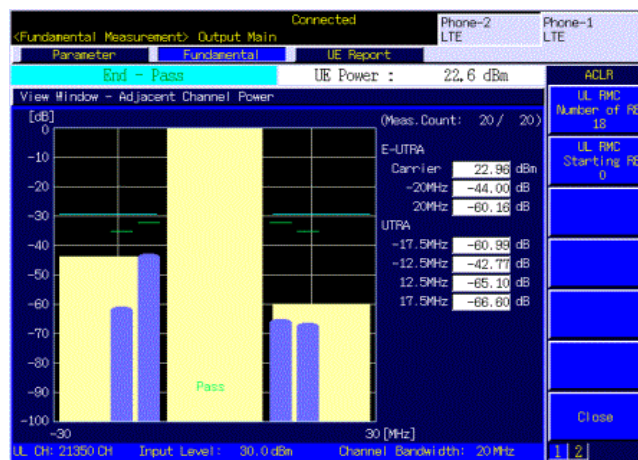 Connected
<Fundamental Measurement> Output Main
Phone-2
LTE
Phone-1
LTE
Parameter
Fundamental
UE Report
End - Pass
UE Power :
22.6 dBm
ACLR
View Window - Adjacent Channel Power
UL RMC
Number of RB
18
[dB]
(Meas.Count: 20/ 20)
UL RMC
Starting RB
0
0
-10
-20
-30
-40
-50
-60
-70
-80
-90
-100
E-UTRA
Carrier 22.96 dBm
-20MHz -44.00 dB
20MHz -60.16 dB
UTRA
-17.5MHz -60.99 dB
-12.5MHz -42.77 dB
12.5MHz -65.10 dB
17.5MHz -66.60 dB
Pass
Close
-30
30 [MHz]
UL CH: 21350 CH Input Level: 30.0 dBm Channel Bandwidth: 20 MHz
1 2